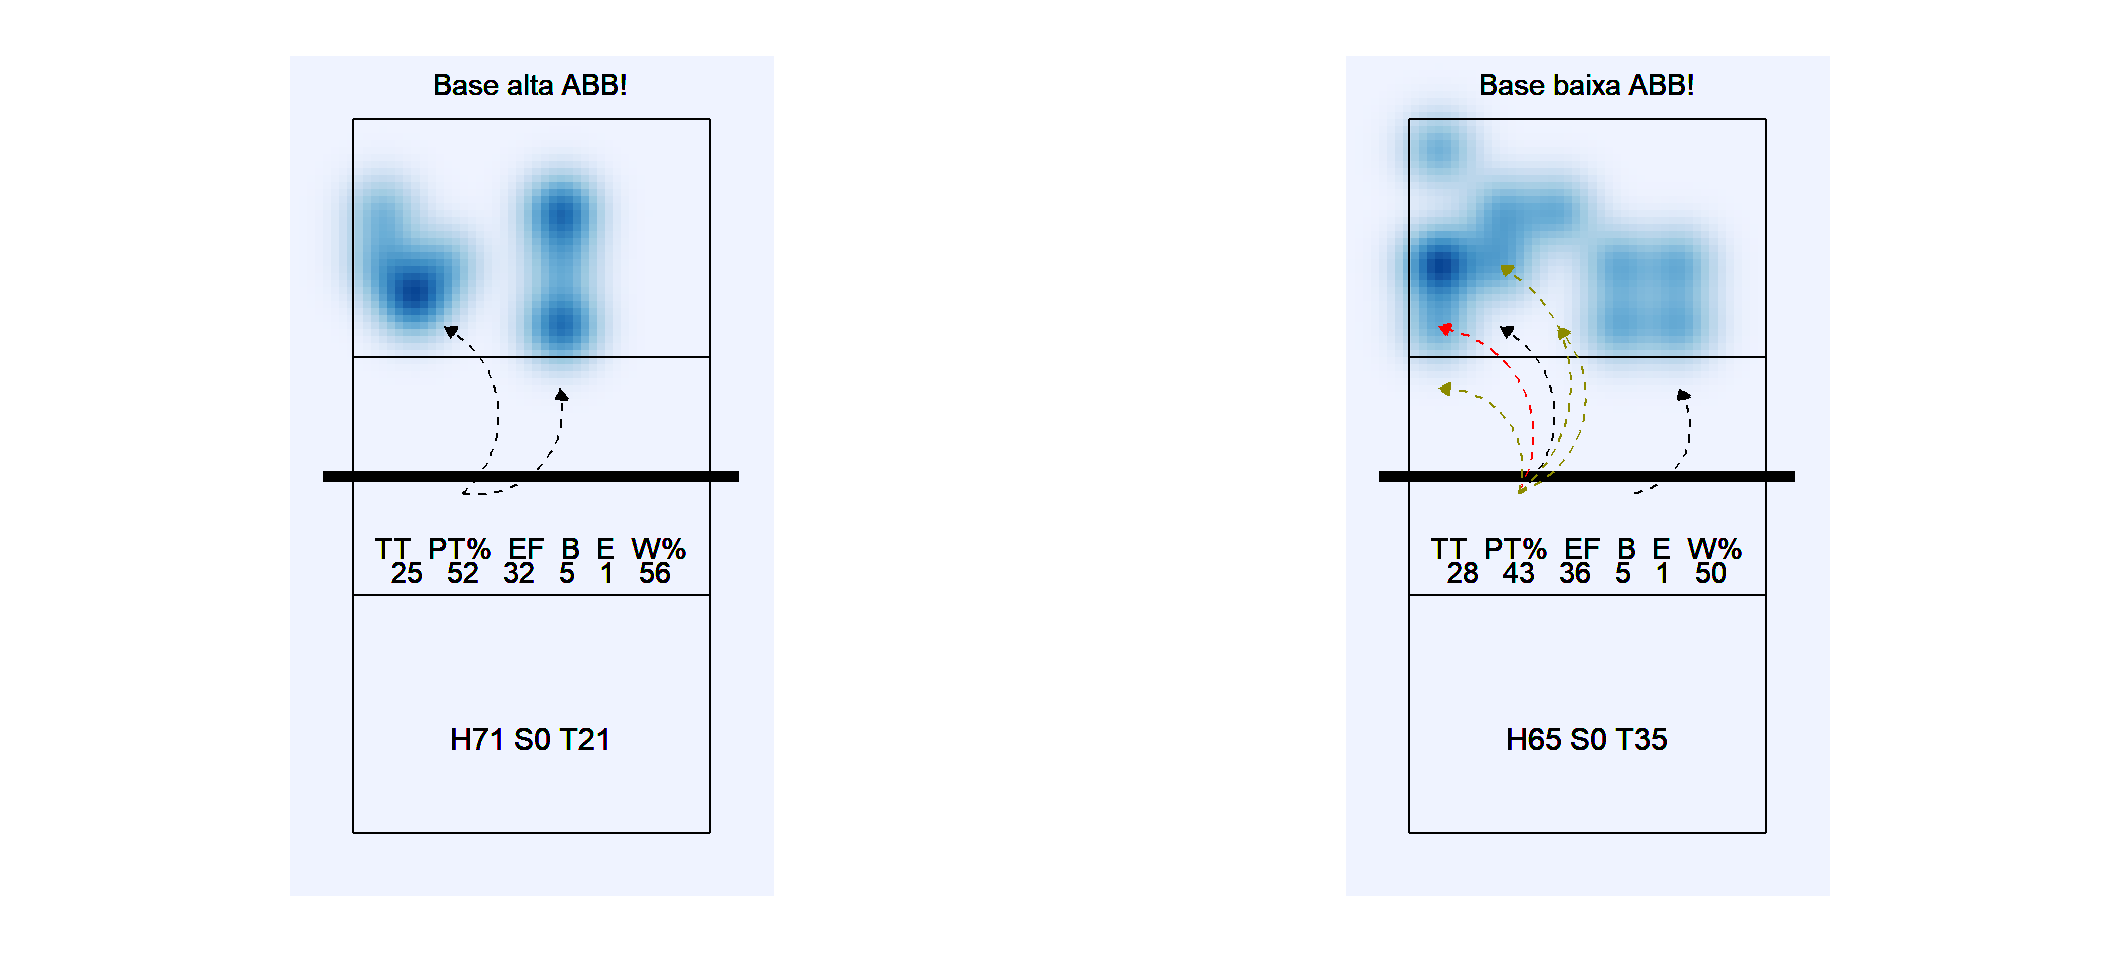 Base alta ABB!
TT PT% EF B E W%
25 52 32 5 1 56
H71 S0 T21
Base baixa ABB!
TT PT% EF B E W%
28 43 36 5 1 50
H65 S0 T35